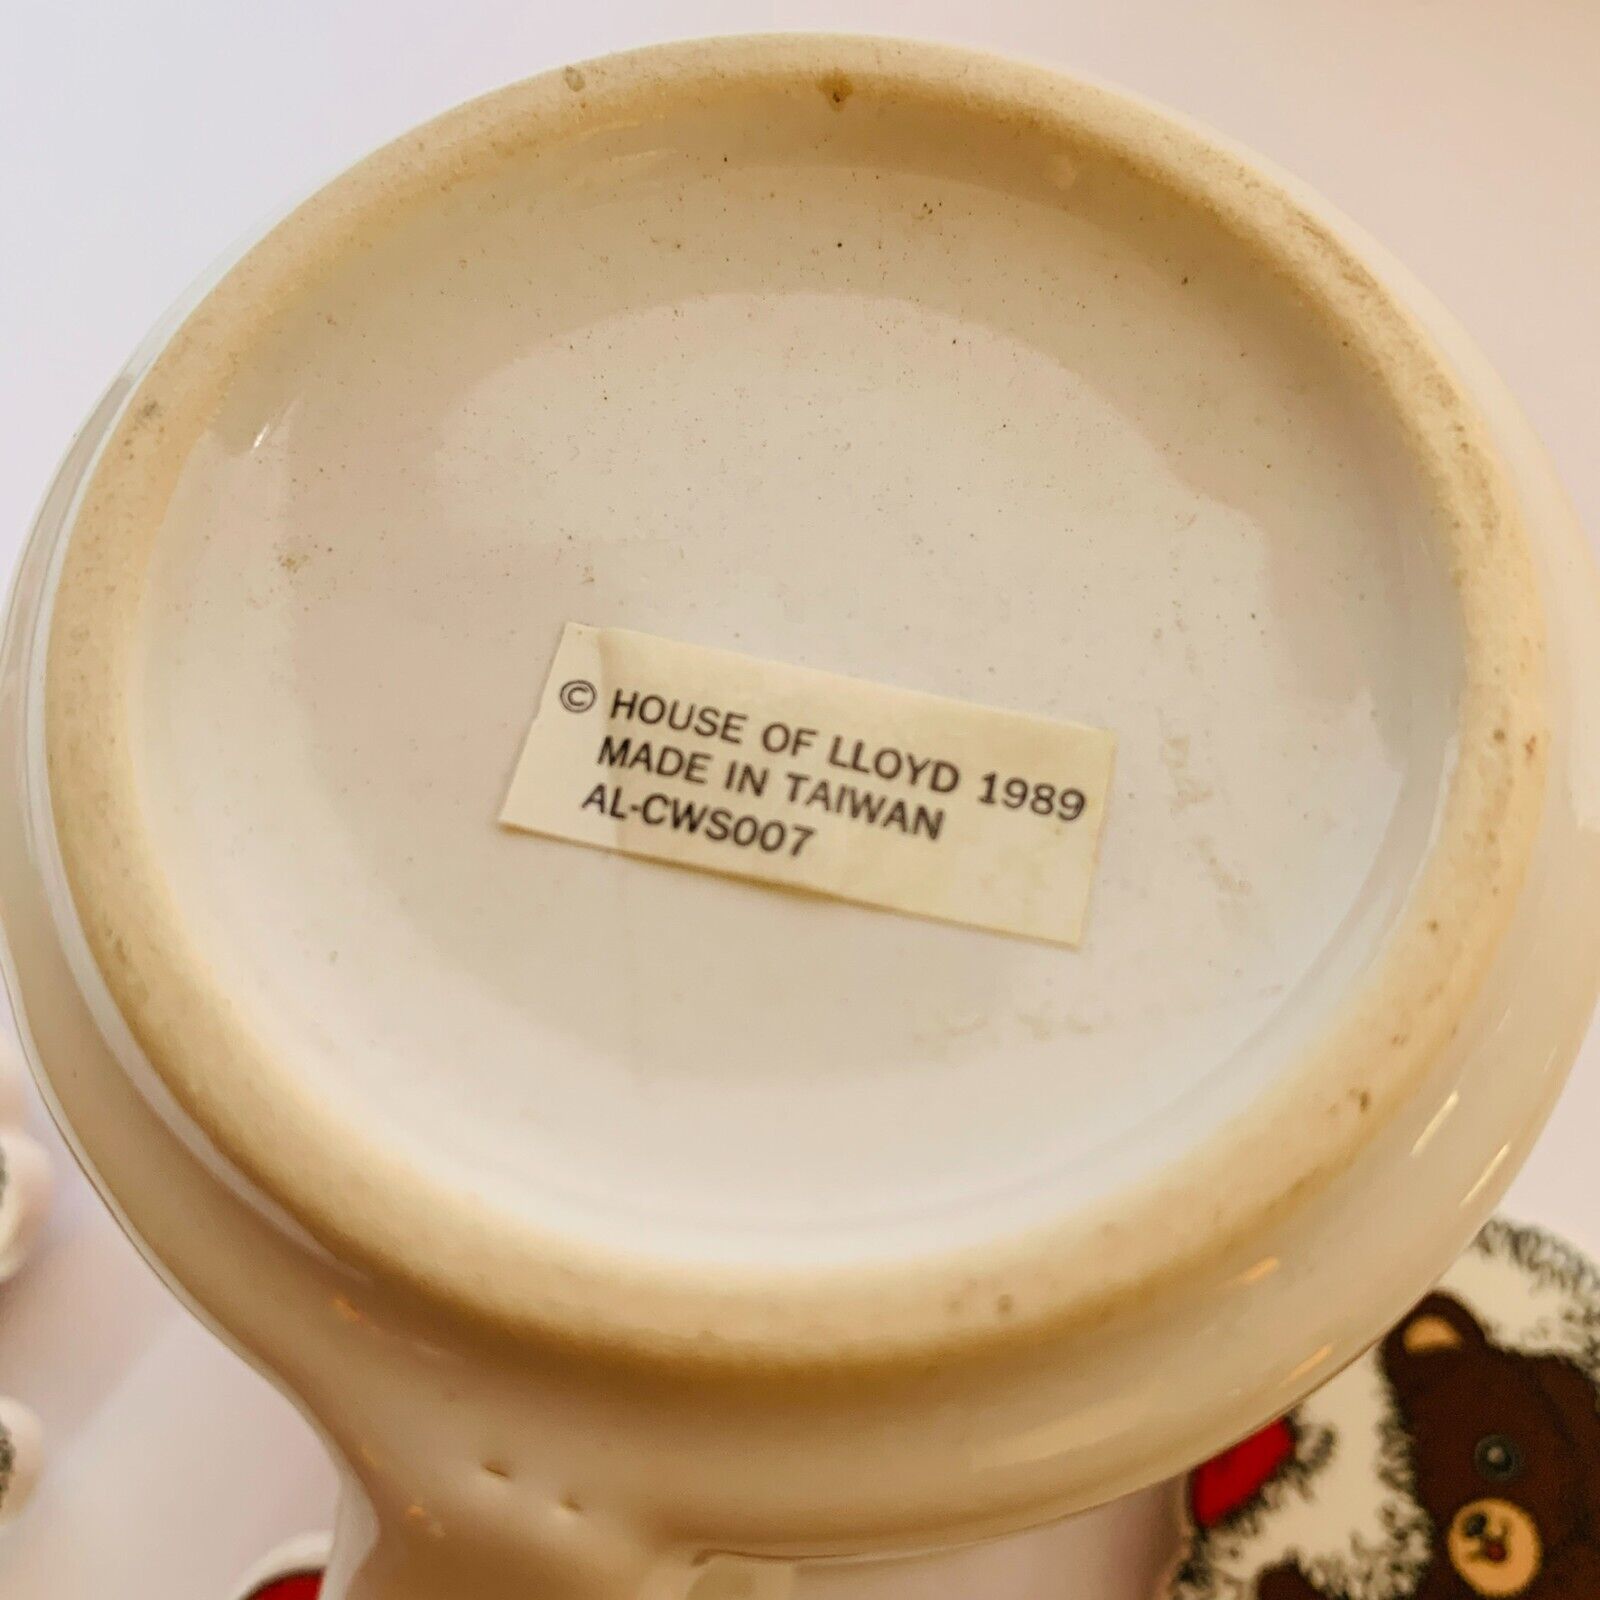 © HOUSE OF LLOYD 1989
MADE IN TAIWAN
AL-CWS007